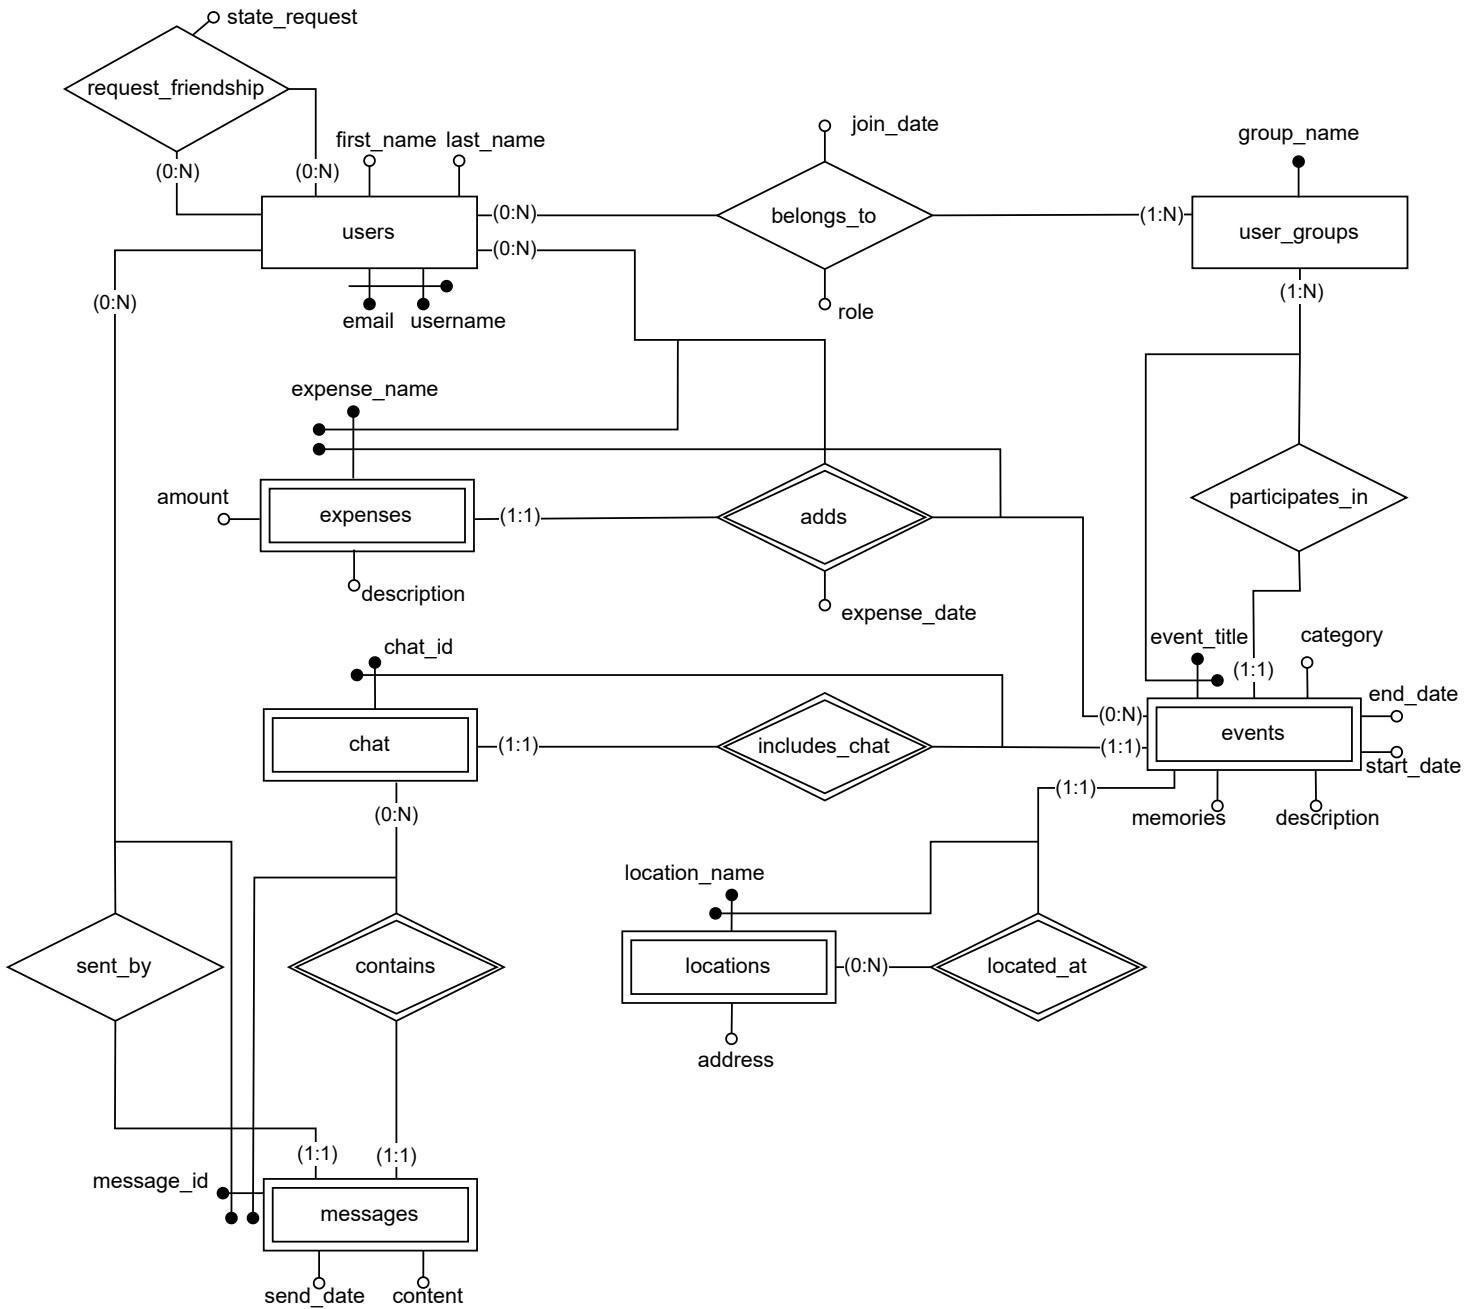 state_request
request_friendship
(0:N)
(0:N)
first_name
last_name
users
(0:N)
(0:N)
(0:N)
email
username
join_date
belongs_to
role
(1:N)
group_name
user_groups
(1:N)
participates_in
expense_name
amount
expenses
(1:1)
description
adds
expense_date
chat_id
chat
(1:1)
includes_chat
(0:N)
(1:1)
(1:1)
event_title
(1:1)
category
end_date
events
start_date
memories
description
(0:N)
location_name
locations
(0:N)
located_at
address
sent_by
contains
(1:1)
(1:1)
message_id
messages
send_date
content